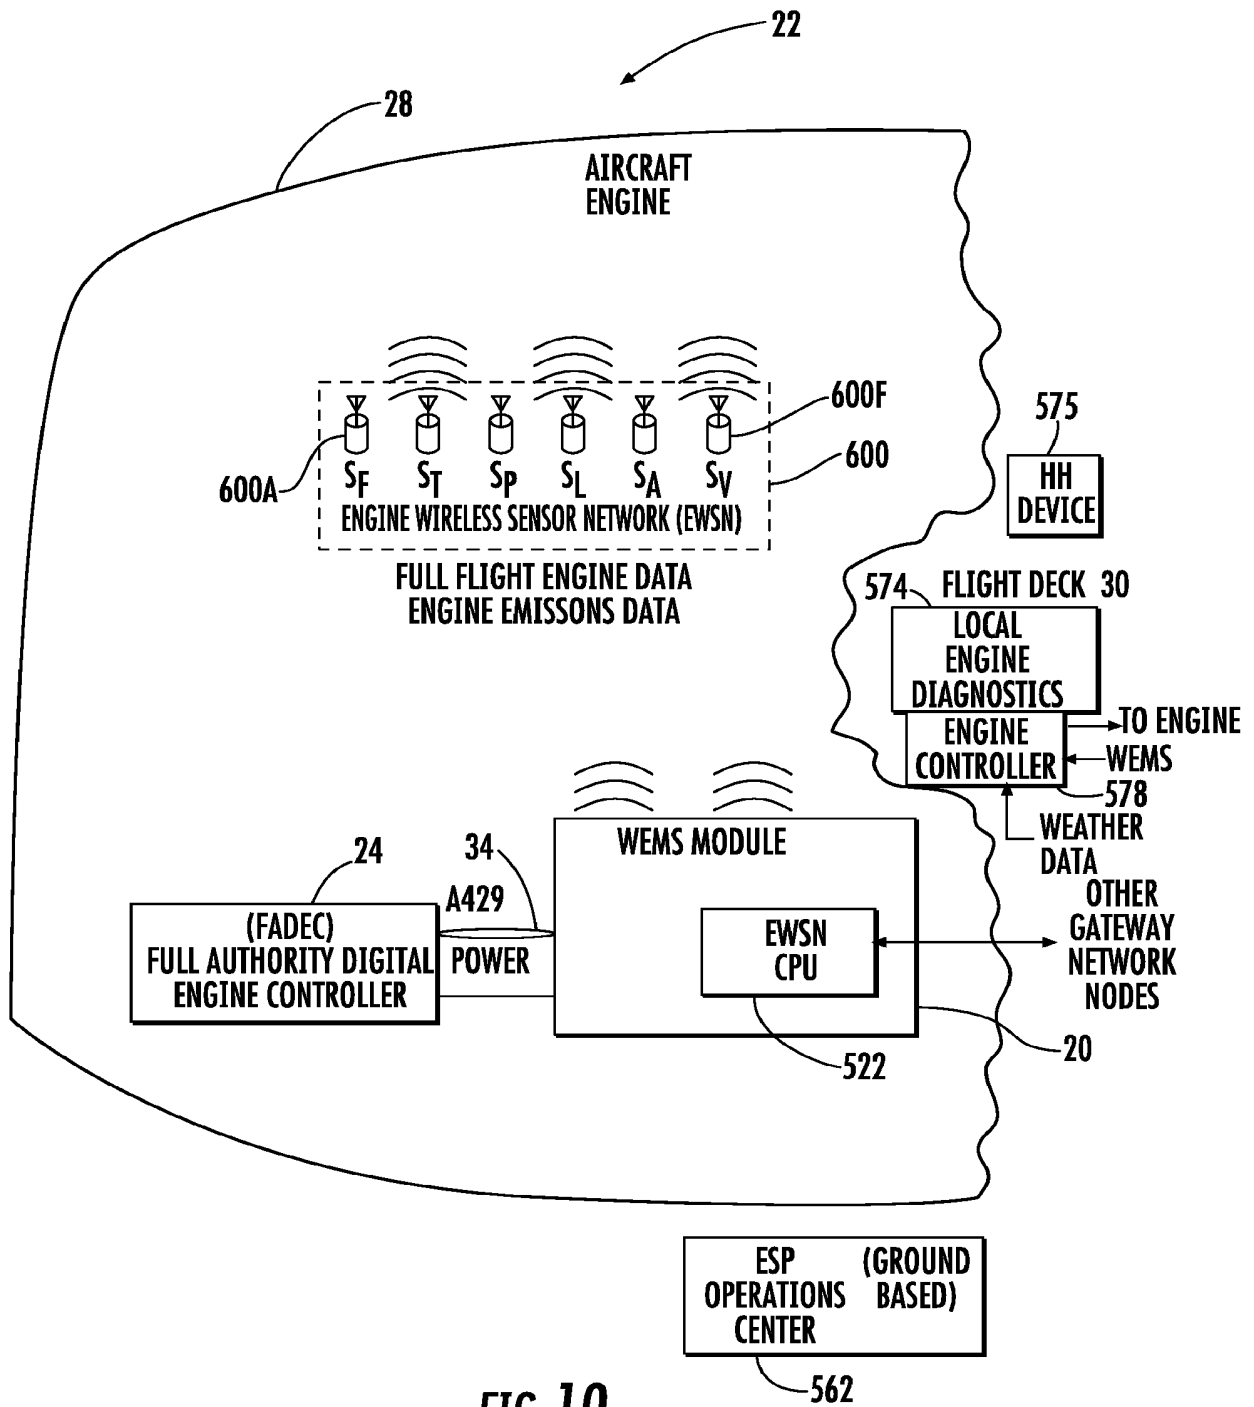 22
28
AIRCRAFT
ENGINE
600F
600
600A
SF ST SP SL SA SV
ENGINE WIRELESS SENSOR NETWORK (EWSN)
FULL FLIGHT ENGINE DATA
ENGINE EMISSONS DATA
575
HH
DEVICE
574
FLIGHT DECK 30
LOCAL
ENGINE
DIAGNOSTICS
ENGINE
CONTROLLER
TO ENGINE
WEMS
578
WEATHER
DATA
WEMS MODULE
24
34
A429
(FADEC)
FULL AUTHORITY DIGITAL
ENGINE CONTROLLER
POWER
EWSN
CPU
OTHER
GATEWAY
NETWORK
NODES
522
20
ESP
OPERATIONS
CENTER
(GROUND
BASED)
562
FIG. 10